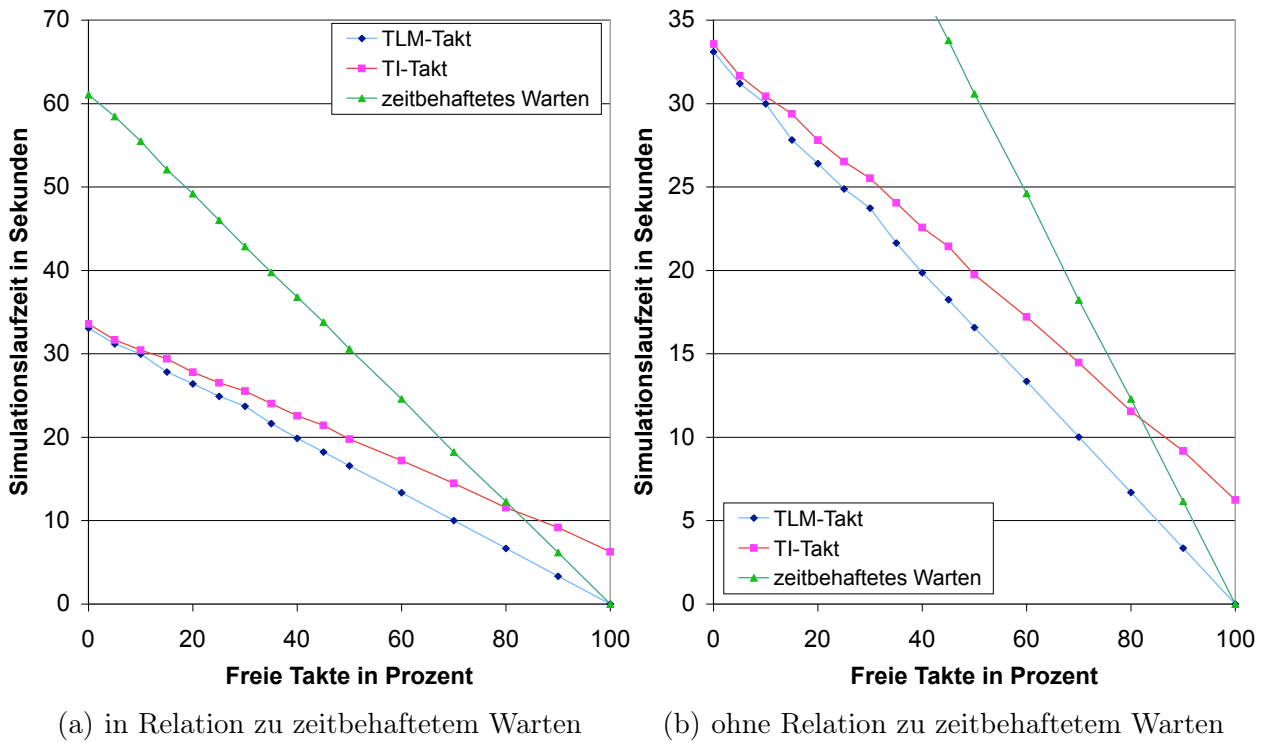 70
60
50
40
30
20
10
0
0 20 40 60 80 100
Simulationslaufzeit in Sekunden
Freie Takte in Prozent
TLM-Takt
TI-Takt
zeitbehaftetes Warten
(a) in Relation zu zeitbehaftetem Warten
35
30
25
20
15
10
5
0
0 20 40 60 80 100
Simulationslaufzeit in Sekunden
Freie Takte in Prozent
TLM-Takt
TI-Takt
zeitbehaftetes Warten
(b) ohne Relation zu zeitbehaftetem Warten